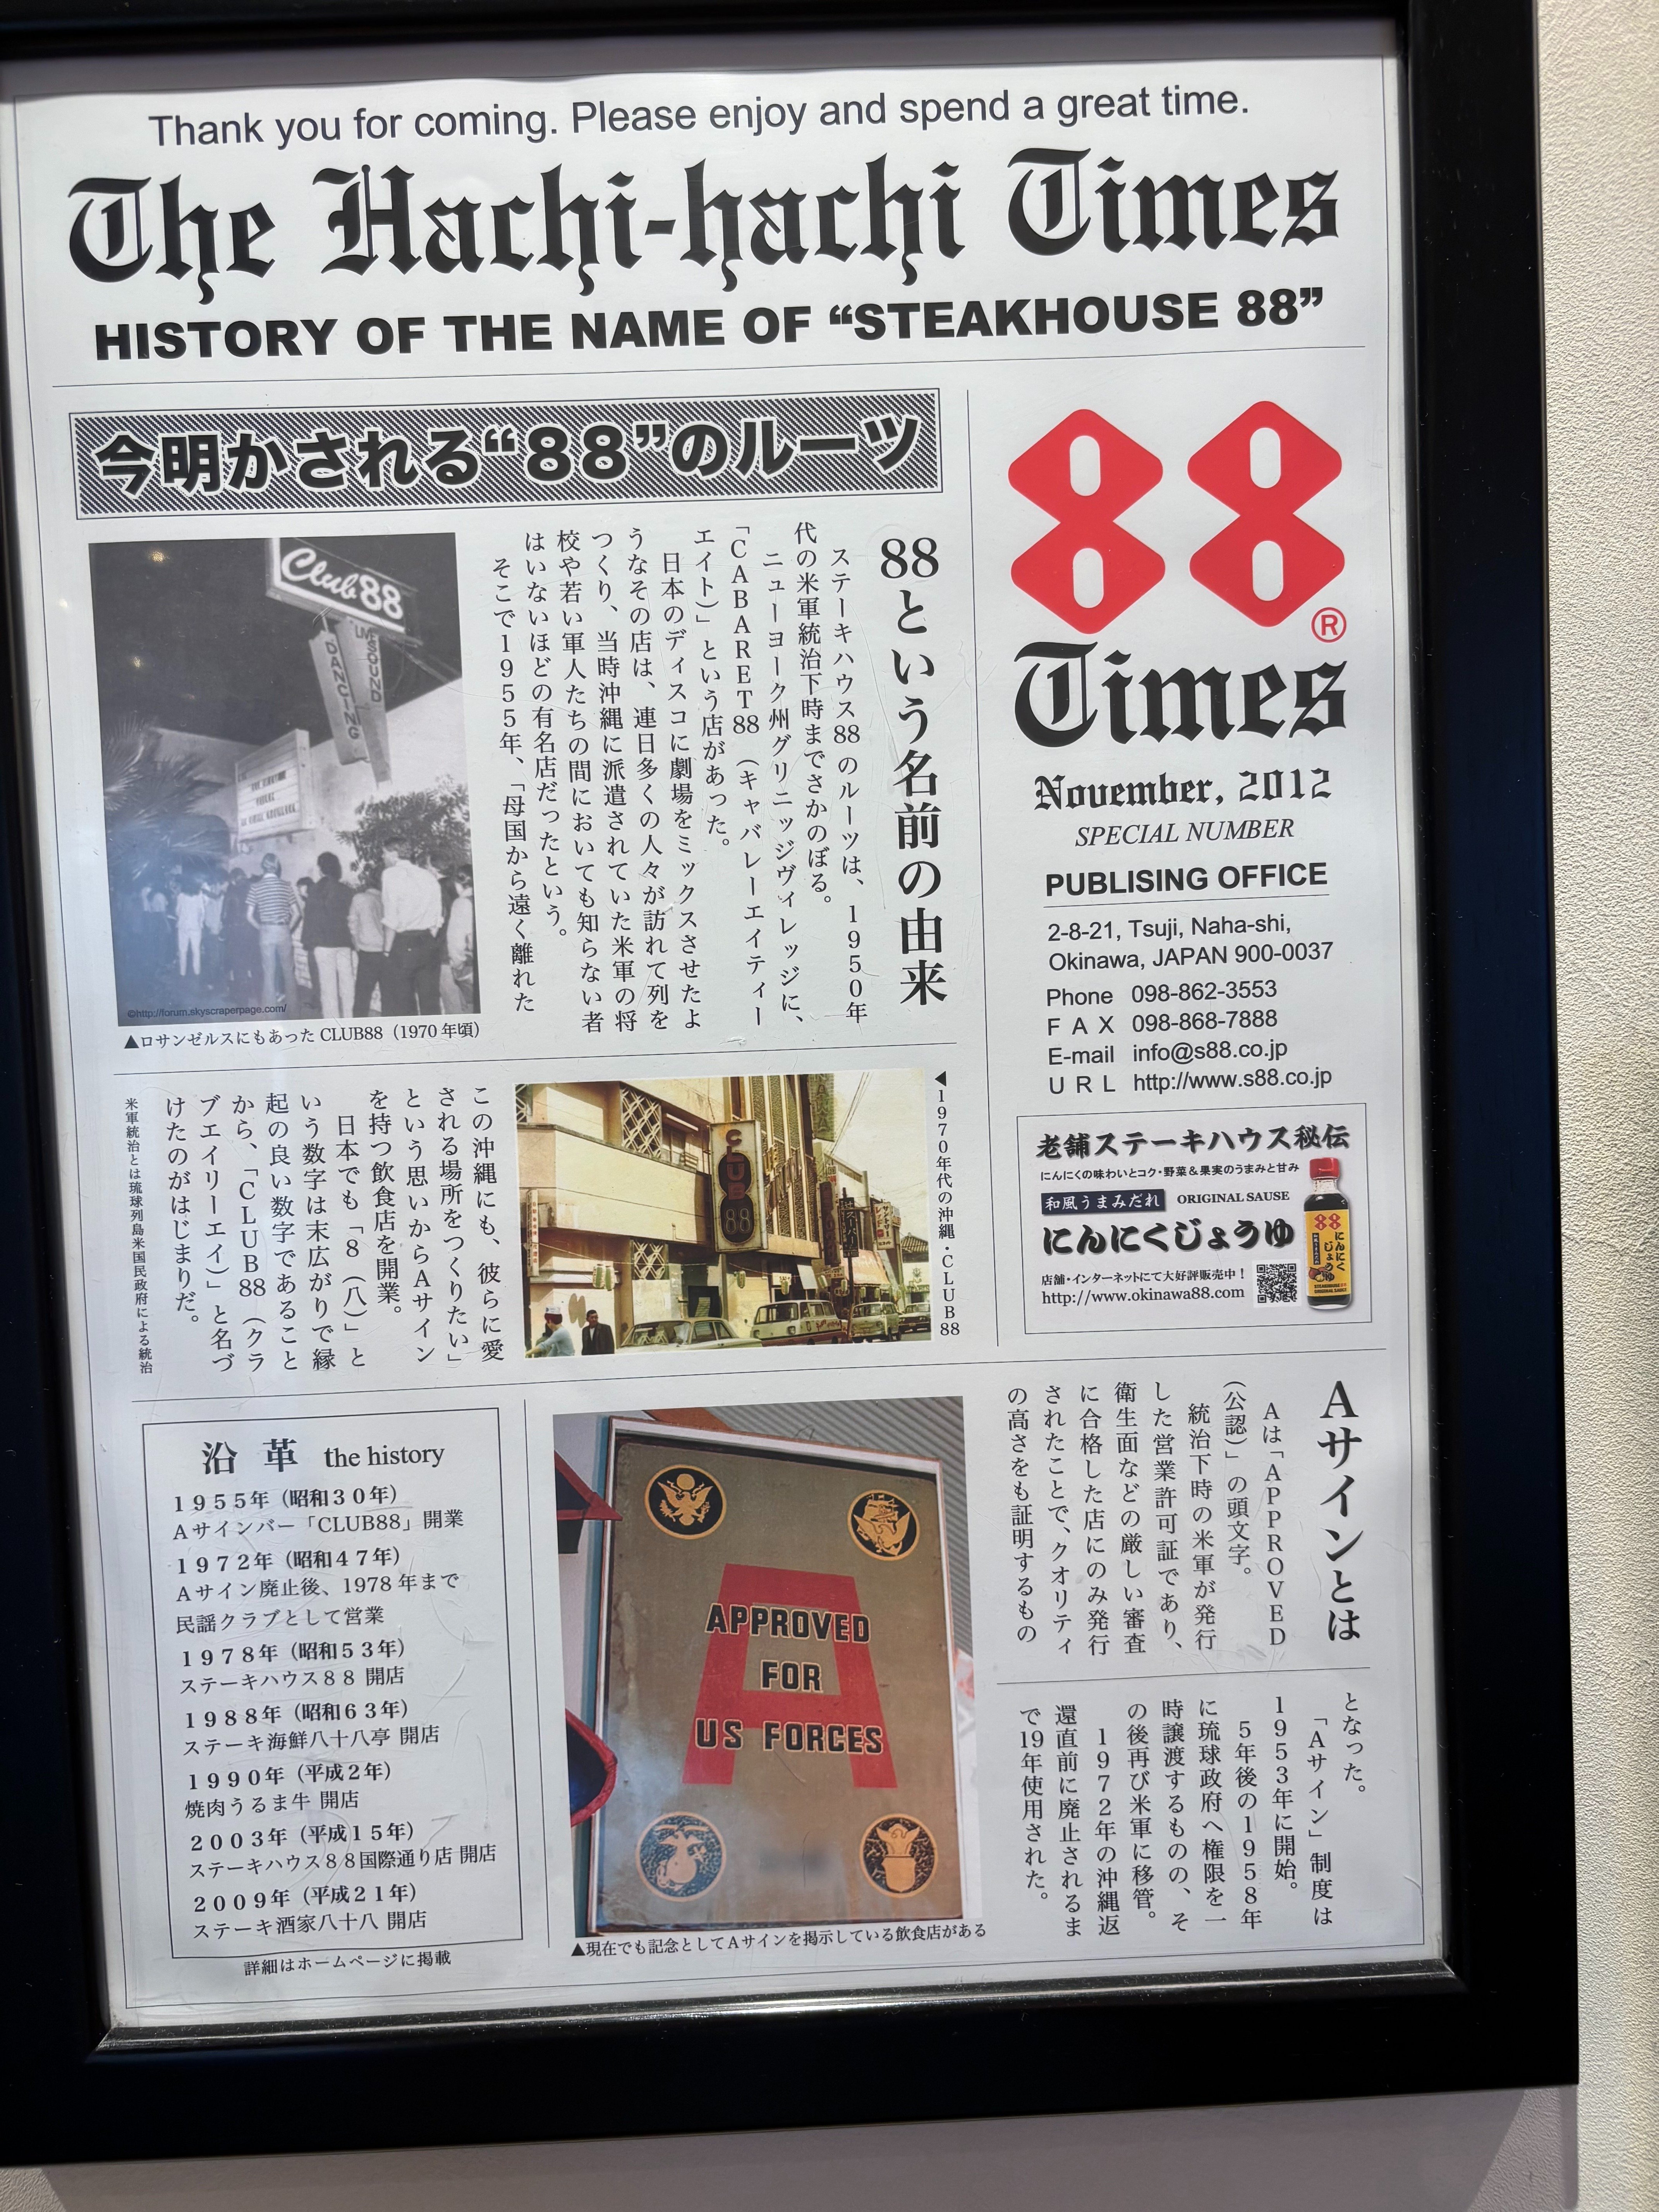 Thank you for coming. Please enjoy and spend a great time.
The Hachi-hachi Times
HISTORY OF THE NAME OF “STEAKHOUSE 88”
今明かされる“88”のルーツ
88という名前の由来
ステーキハウス88のルーツは、1950年
代の米軍統治下時までさかのぼる。
ニューヨーク州グリニッジヴィレッジに、
「CABARET88（キャバレーエイティー
エイト）」という店があった。
日本のディスコに劇場をミックスさせたよ
うなその店は、連日多くの人々が訪れて列を
つくり、当時沖縄に派遣されていた米軍の将
校や若い軍人たちの間においても知らない者
はいないほどの有名店だったという。
そこで1955年、「母国から遠く離れた
Club 88
DANCING
SOUND
©http://forum.skyscraperpage.com/
▲ロサンゼルスにもあった CLUB88（1970年頃）
◀1970年代の沖縄・CLUB88
CLUB
88
この沖縄にも、彼らに愛
される場所をつくりたい」
という思いからAサイン
を持つ飲食店を開業。
日本でも「8（八）」と
いう数字は末広がりで縁
起の良い数字であること
から、「CLUB88（クラ
ブエイリーエイ）」と名づ
けたのがはじまりだ。
米軍統治とは琉球列島米国民政府による統治
88
®
Times
November, 2012
SPECIAL NUMBER
PUBLISING OFFICE
2-8-21, Tsuji, Naha-shi,
Okinawa, JAPAN 900-0037
Phone 098-862-3553
FAX 098-868-7888
E-mail info@s88.co.jp
URL http://www.s88.co.jp
老舗ステーキハウス秘伝
にんにくの味わいとコク・野菜＆果実のうまみと甘み
和風うまみだれ ORIGINAL SAUSE
にんにくじょうゆ
店舗・インターネットにて大好評販売中！
http://www.okinawa88.com
88
にんにく
じょうゆ
Aサインとは
Aは「APPROVED
（公認）」の頭文字。
統治下時の米軍が発行
した営業許可証であり、
衛生面などの厳しい審査
に合格した店にのみ発行
されたことで、クオリティ
の高さをも証明するもの
となった。
「Aサイン」制度は
1953年に開始。
5年後の1958年
に琉球政府へ権限を一
時譲渡するものの、そ
の後再び米軍に移管。
1972年の沖縄返
還直前に廃止されるま
で19年使用された。
沿革 the history
1955年（昭和30年）
Aサインバー「CLUB88」開業
1972年（昭和47年）
Aサイン廃止後、1978年まで
民謡クラブとして営業
1978年（昭和53年）
ステーキハウス88 開店
1988年（昭和63年）
ステーキ海鮮八十八亭 開店
1990年（平成2年）
焼肉うるま牛 開店
2003年（平成15年）
ステーキハウス88国際通り店 開店
2009年（平成21年）
ステーキ酒家八十八 開店
詳細はホームページに掲載
A
APPROVED
FOR
US FORCES
▲現在でも記念としてAサインを掲示している飲食店がある